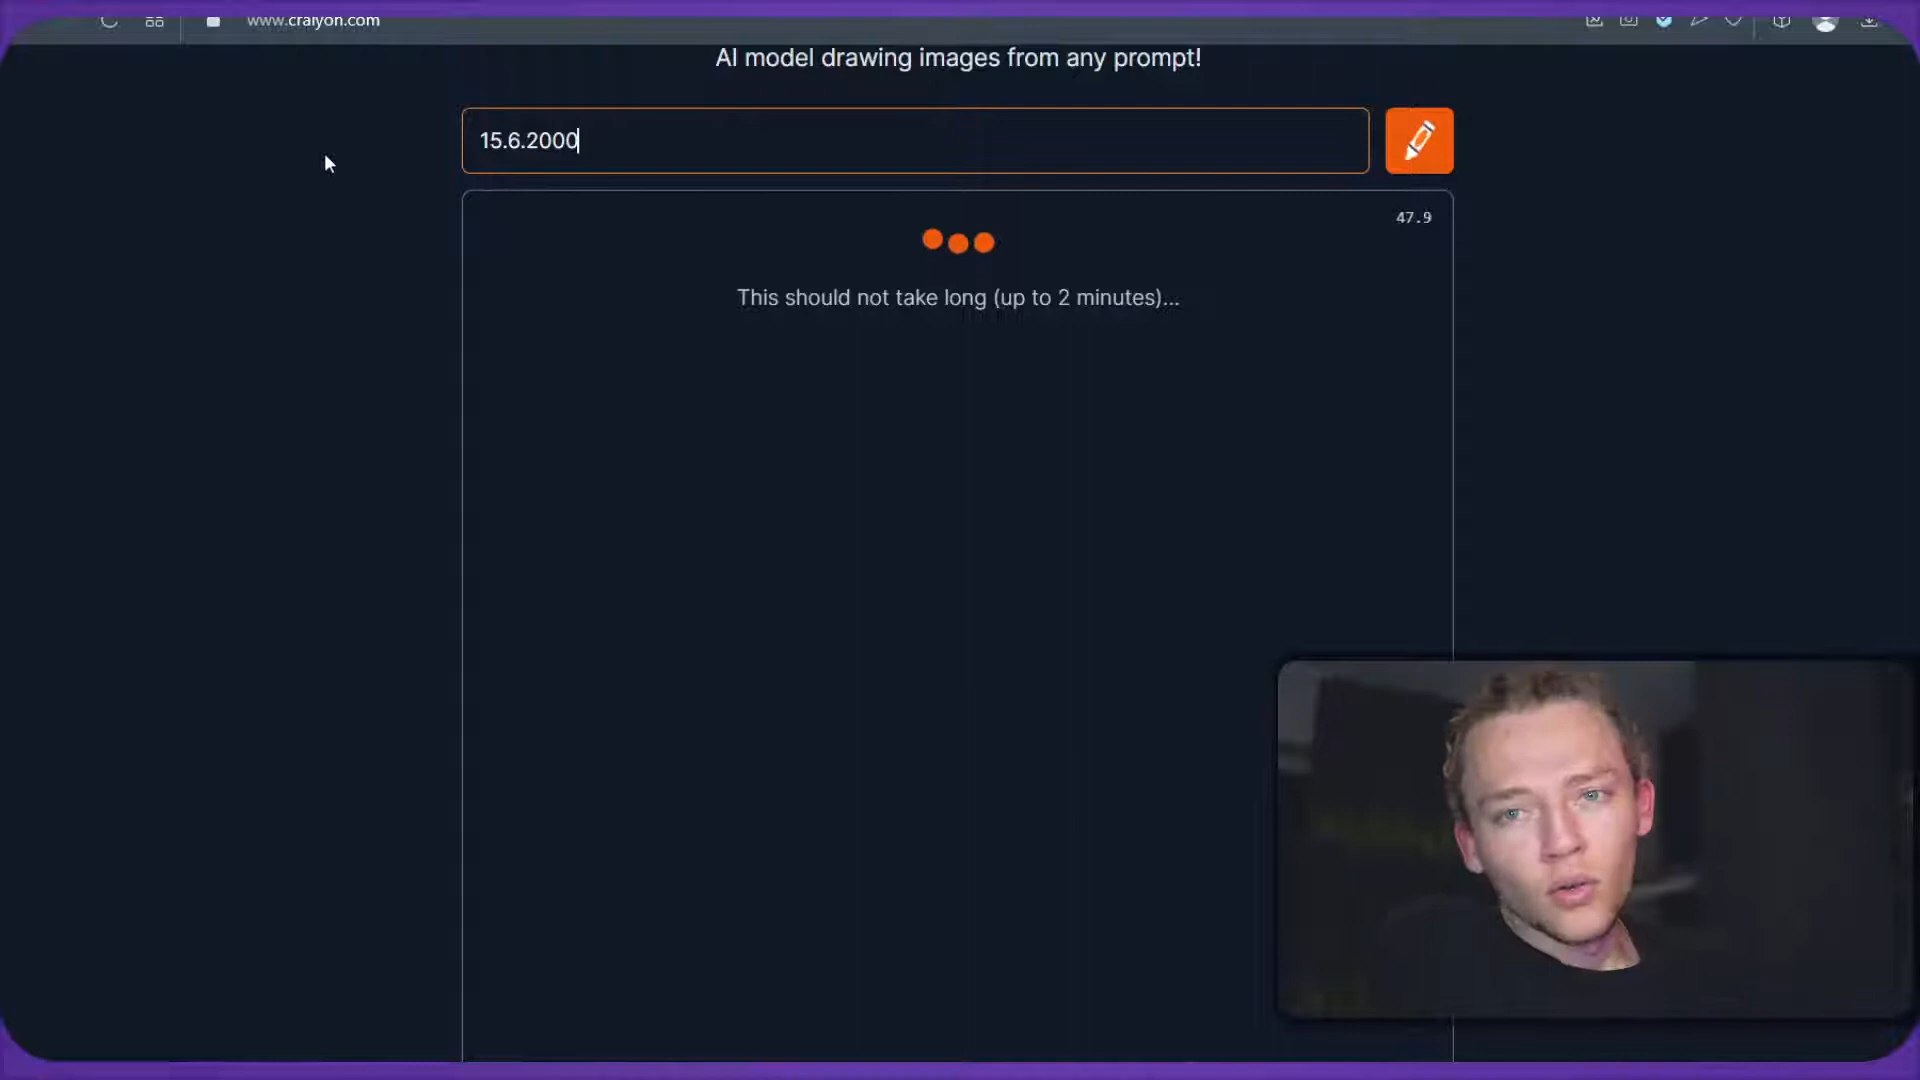 www.craiyon.com
AI model drawing images from any prompt!
15.6.2000
47.9
This should not take long (up to 2 minutes)...